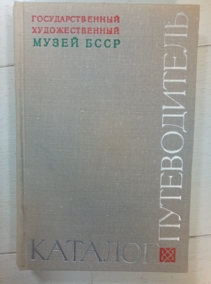 ГОСУДАРСТВЕННЫЙ
ХУДОЖЕСТВЕННЫЙ
МУЗЕЙ БССР
КАТАЛОГ
ПУТЕВОДИТЕЛЬ